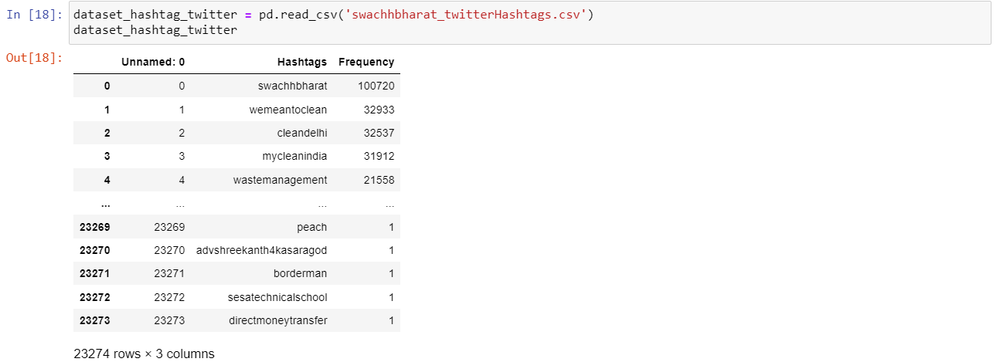 In [18]: dataset_hashtag_twitter = pd.read_csv('swachhbharat_twitterHashtags.csv')
dataset_hashtag_twitter
Out[18]:
Unnamed: 0 Hashtags Frequency
0 0 swachhbharat 100720
1 1 wemeantoclean 32933
2 2 cleandelhi 32537
3 3 mycleanindia 31912
4 4 wastemanagement 21558
... ... ... ...
23269 23269 peach 1
23270 23270 advshreekanth4kasaragod 1
23271 23271 borderman 1
23272 23272 sesatechnicalschool 1
23273 23273 directmoneytransfer 1
23274 rows × 3 columns